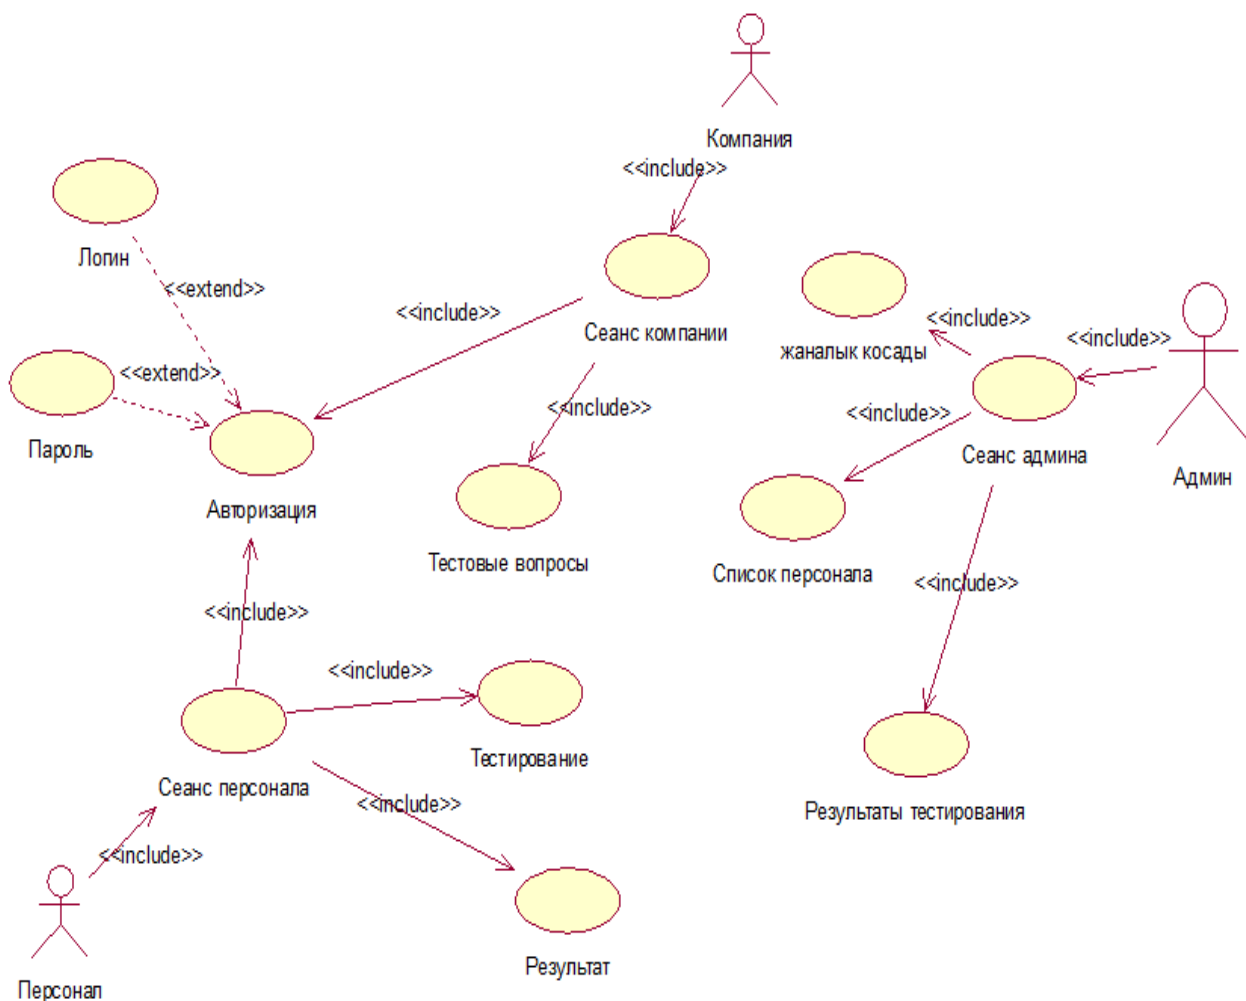 Компания
<<include>>
Логин
<<extend>>
<<include>>
Сеанс компании
<<include>>
жаналык косады
<<include>>
<<extend>>
Пароль
<<include>>
<<include>>
Сеанс админа
Админ
Авторизация
Тестовые вопросы
Список персонала
<<include>>
<<include>>
<<include>>
Тестирование
Сеанс персонала
<<include>>
Результаты тестирования
<<include>>
Результат
Персонал